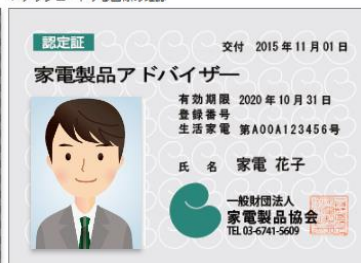 認定証
交付 2015年11月01日
家電製品アドバイザー
有効期限 2020年10月31日
登録番号
生活家電 第A00A123456号
氏 名 家電 花子
一般財団法人
家電製品協会
TEL 03-6741-5609